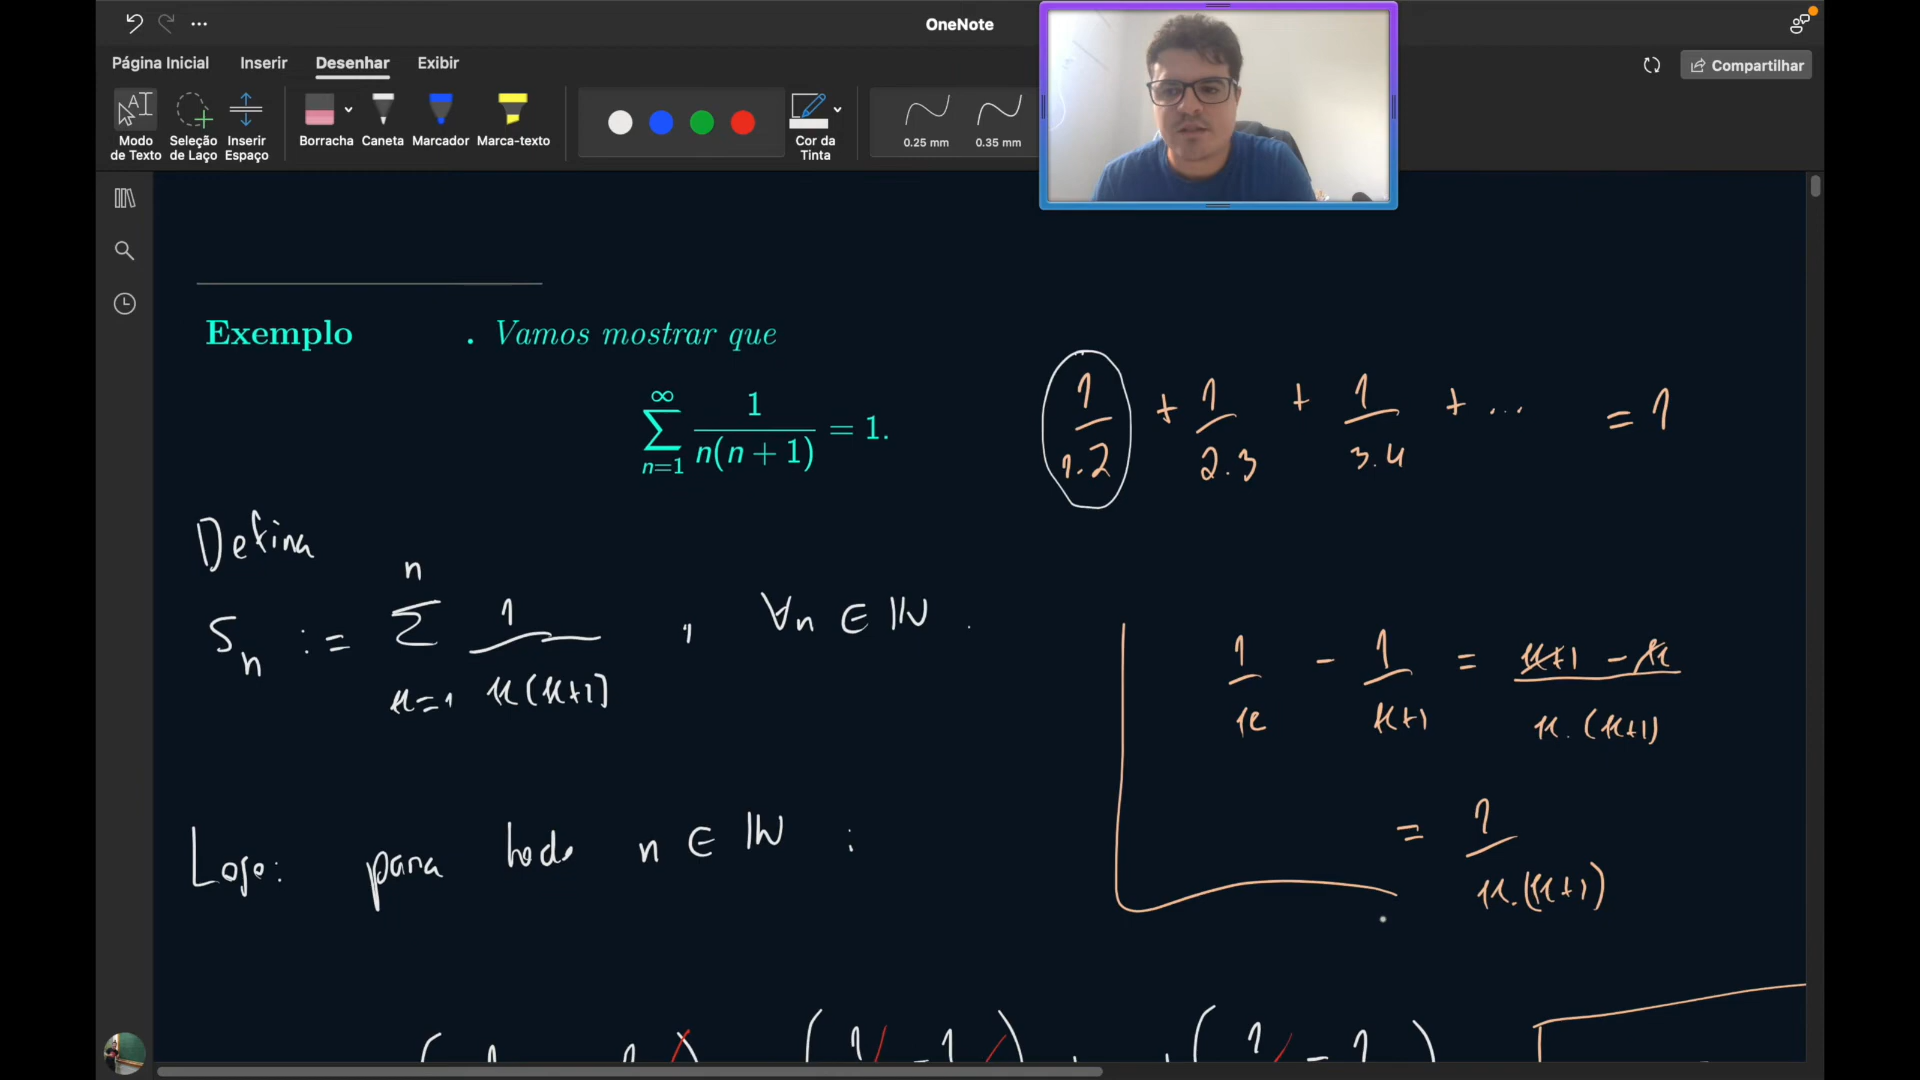 OneNote
Página Inicial Inserir Desenhar Exibir
Compartilhar
Modo de Texto Seleção de Laço Inserir Espaço Borracha Caneta Marcador Marca-texto Cor da Tinta 0.25 mm 0.35 mm
Exemplo . Vamos mostrar que
∞ ∑ n=1 1/n(n + 1) = 1.
1/1.2 + 1/2.3 + 1/3.4 + ... = 1
Defina
Sn := n ∑ k=1 1/k(k+1) , ∀n ∈ ℕ .
1/k - 1/k+1 = k+1 - k/k.(k+1)
= 1/k.(k+1)
Logo: para todo n ∈ ℕ :